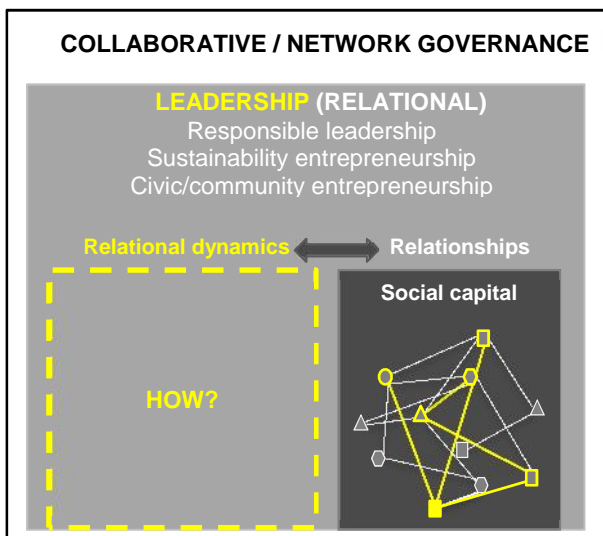 COLLABORATIVE / NETWORK GOVERNANCE
LEADERSHIP (RELATIONAL)
Responsible leadership
Sustainability entrepreneurship
Civic/community entrepreneurship
Relational dynamics
Relationships
Social capital
HOW?